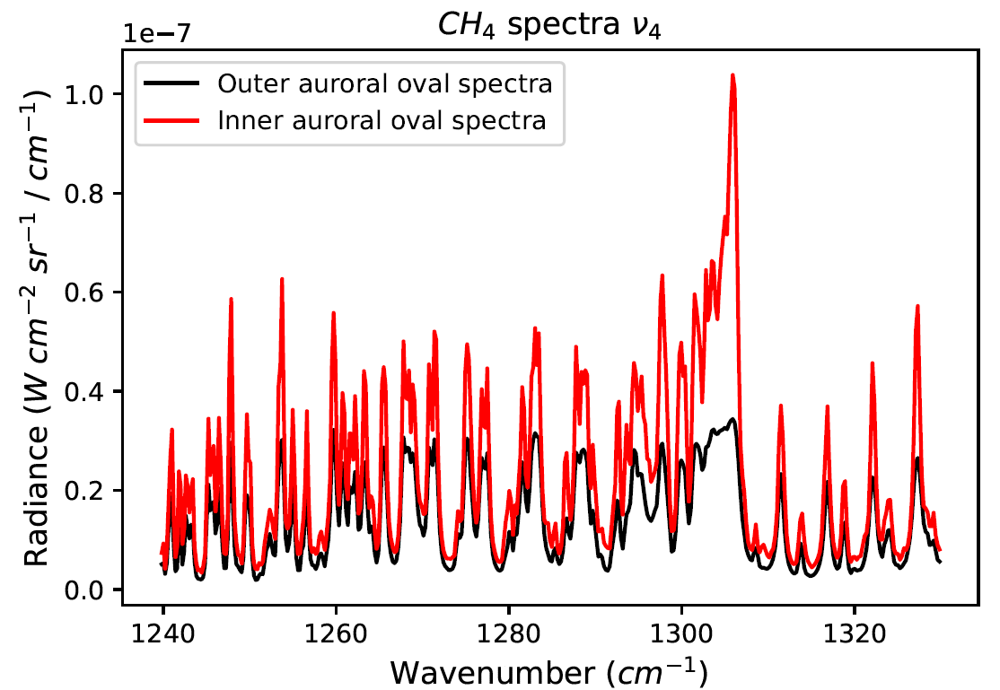 CH₄ spectra ν₄
1e−7
Outer auroral oval spectra
Inner auroral oval spectra
Radiance (W cm⁻² sr⁻¹ / cm⁻¹)
1.0
0.8
0.6
0.4
0.2
0.0
1240 1260 1280 1300 1320
Wavenumber (cm⁻¹)